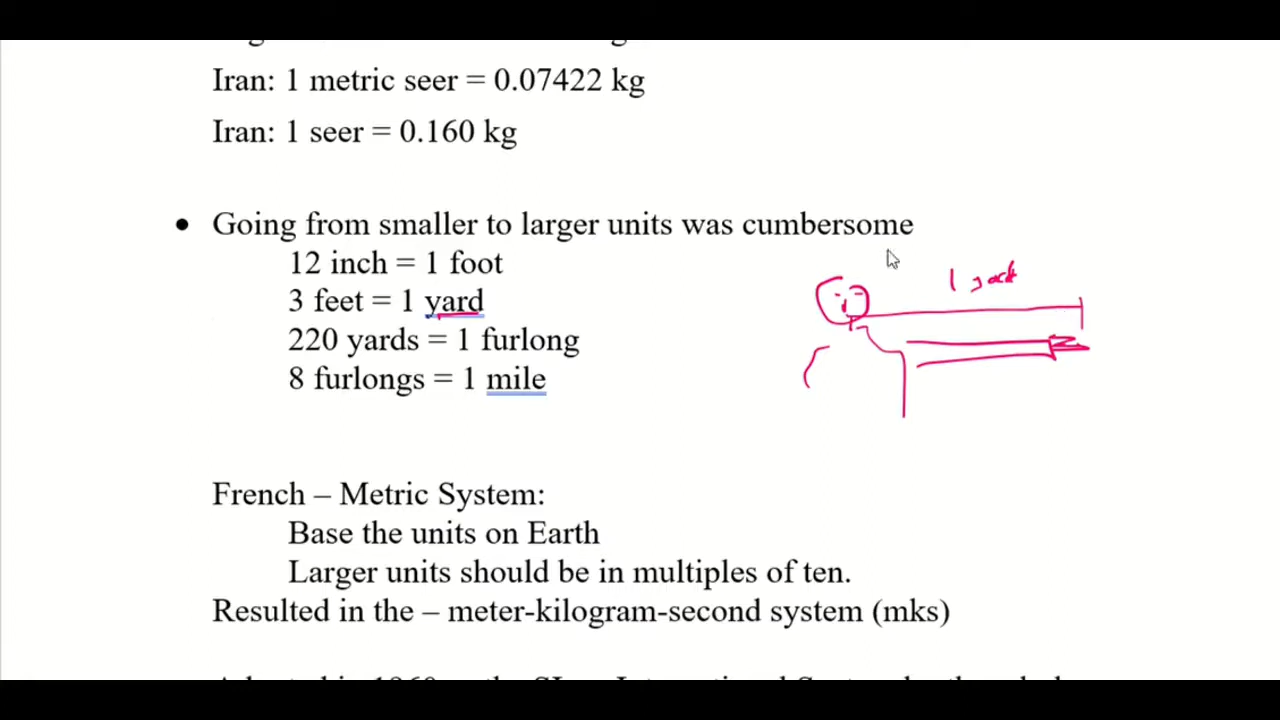 Iran: 1 metric seer = 0.07422 kg
Iran: 1 seer = 0.160 kg
• Going from smaller to larger units was cumbersome
12 inch = 1 foot
3 feet = 1 yard
1 yard
220 yards = 1 furlong
8 furlongs = 1 mile
French – Metric System:
Base the units on Earth
Larger units should be in multiples of ten.
Resulted in the – meter-kilogram-second system (mks)